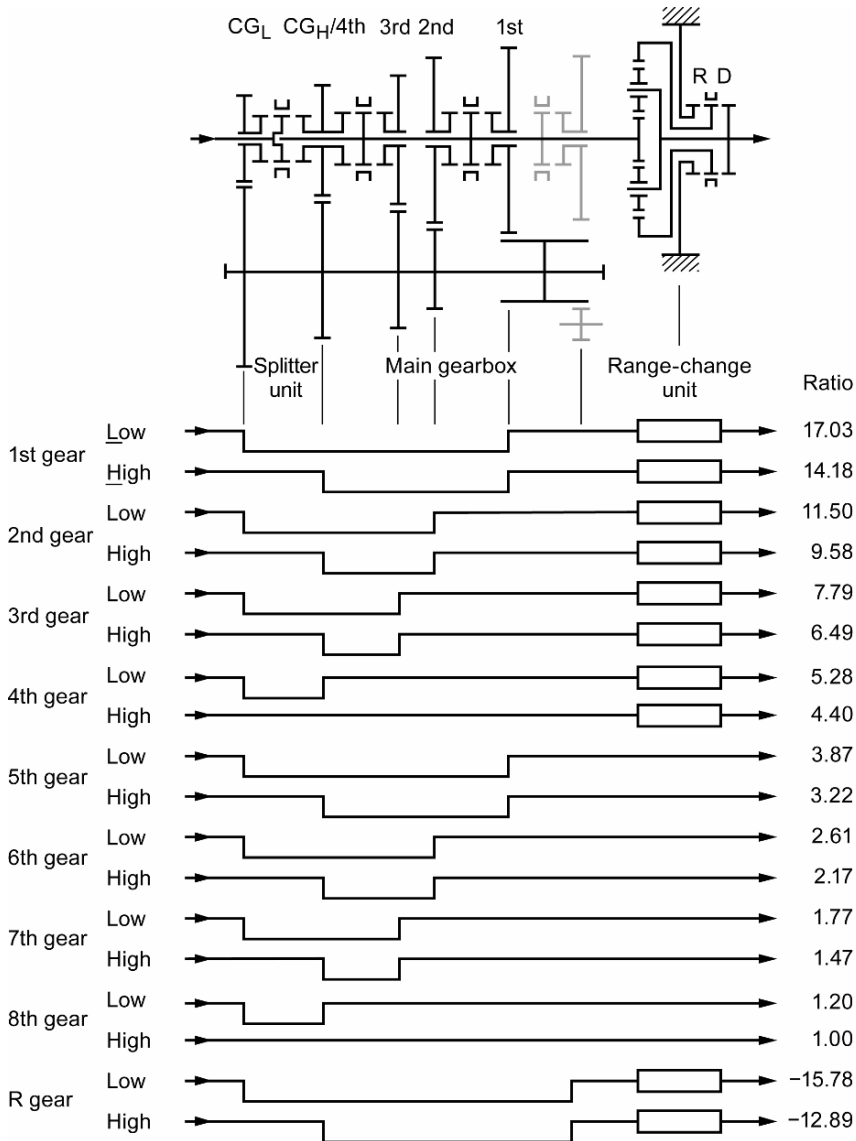 CGL CGH/4th 3rd 2nd 1st
R D
Splitter unit
Main gearbox
Range-change unit
Ratio
1st gear
Low 17.03
High 14.18
2nd gear
Low 11.50
High 9.58
3rd gear
Low 7.79
High 6.49
4th gear
Low 5.28
High 4.40
5th gear
Low 3.87
High 3.22
6th gear
Low 2.61
High 2.17
7th gear
Low 1.77
High 1.47
8th gear
Low 1.20
High 1.00
R gear
Low −15.78
High −12.89